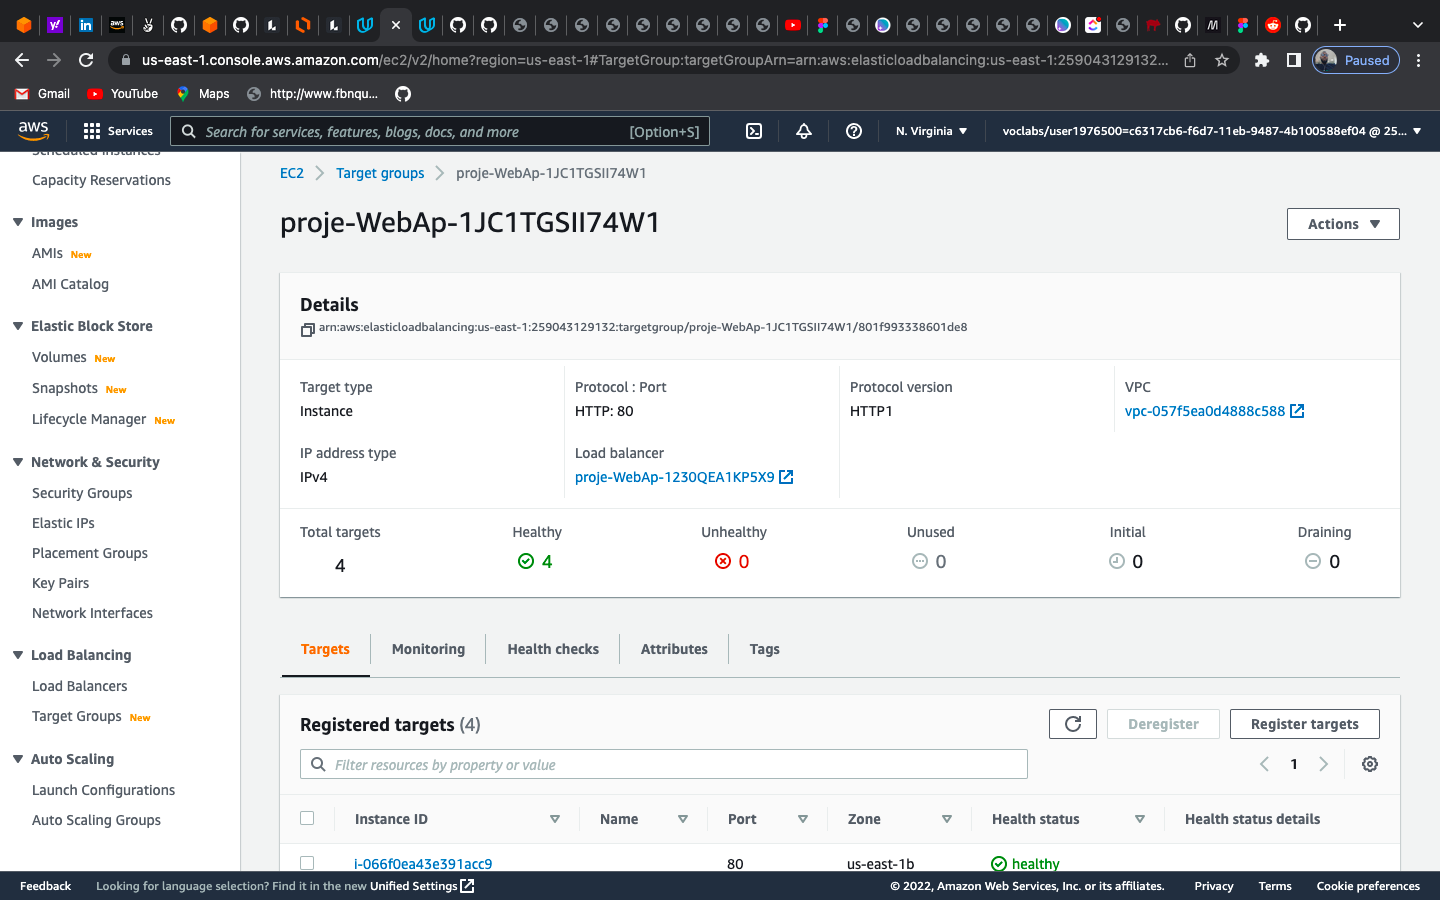 us-east-1.console.aws.amazon.com/ec2/v2/home?region=us-east-1#TargetGroup:targetGroupArn=arn:aws:elasticloadbalancing:us-east-1:259043129132...
Paused
Gmail
YouTube
Maps
http://www.fbnqu...
aws
Services
Search for services, features, blogs, docs, and more
[Option+S]
N. Virginia
voclabs/user1976500=c6317cb6-f6d7-11eb-9487-4b100588ef04 @ 25...
Scheduled Instances
Capacity Reservations
Images
AMIs New
AMI Catalog
Elastic Block Store
Volumes New
Snapshots New
Lifecycle Manager New
Network & Security
Security Groups
Elastic IPs
Placement Groups
Key Pairs
Network Interfaces
Load Balancing
Load Balancers
Target Groups New
Auto Scaling
Launch Configurations
Auto Scaling Groups
EC2
Target groups
proje-WebAp-1JC1TGSII74W1
proje-WebAp-1JC1TGSII74W1
Actions
Details
arn:aws:elasticloadbalancing:us-east-1:259043129132:targetgroup/proje-WebAp-1JC1TGSII74W1/801f993338601de8
Target type
Instance
Protocol : Port
HTTP: 80
Protocol version
HTTP1
VPC
vpc-057f5ea0d4888c588
IP address type
IPv4
Load balancer
proje-WebAp-1230QEA1KP5X9
Total targets
4
Healthy
4
Unhealthy
0
Unused
0
Initial
0
Draining
0
Targets
Monitoring
Health checks
Attributes
Tags
Registered targets (4)
Deregister
Register targets
Filter resources by property or value
1
Instance ID
Name
Port
Zone
Health status
Health status details
i-066f0ea43e391acc9
80
us-east-1b
healthy
Feedback
Looking for language selection? Find it in the new Unified Settings
© 2022, Amazon Web Services, Inc. or its affiliates.
Privacy
Terms
Cookie preferences